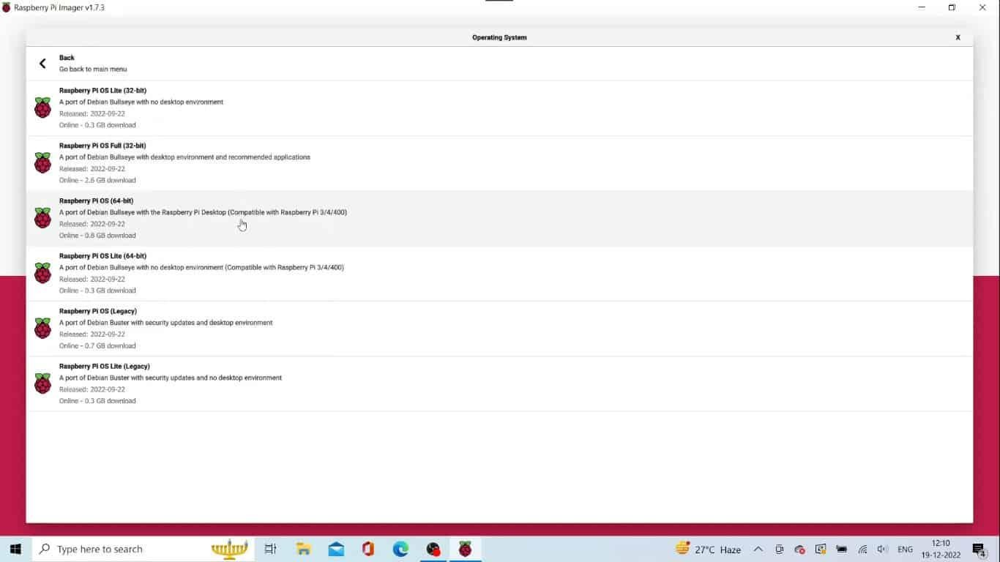 Raspberry Pi Imager v1.7.3
Operating System
X
Back
Go back to main menu
Raspberry Pi OS Lite (32-bit)
A port of Debian Bullseye with no desktop environment
Released: 2022-09-22
Online - 0.3 GB download
Raspberry Pi OS Full (32-bit)
A port of Debian Bullseye with desktop environment and recommended applications
Released: 2022-09-22
Online - 2.6 GB download
Raspberry Pi OS (64-bit)
A port of Debian Bullseye with the Raspberry Pi Desktop (Compatible with Raspberry Pi 3/4/400)
Released: 2022-09-22
Online - 0.8 GB download
Raspberry Pi OS Lite (64-bit)
A port of Debian Bullseye with no desktop environment (Compatible with Raspberry Pi 3/4/400)
Released: 2022-09-22
Online - 0.3 GB download
Raspberry Pi OS (Legacy)
A port of Debian Buster with security updates and desktop environment
Released: 2022-09-22
Online - 0.7 GB download
Raspberry Pi OS Lite (Legacy)
A port of Debian Buster with security updates and no desktop environment
Released: 2022-09-22
Online - 0.3 GB download
Type here to search
27°C Haze
ENG
12:10
19-12-2022
4